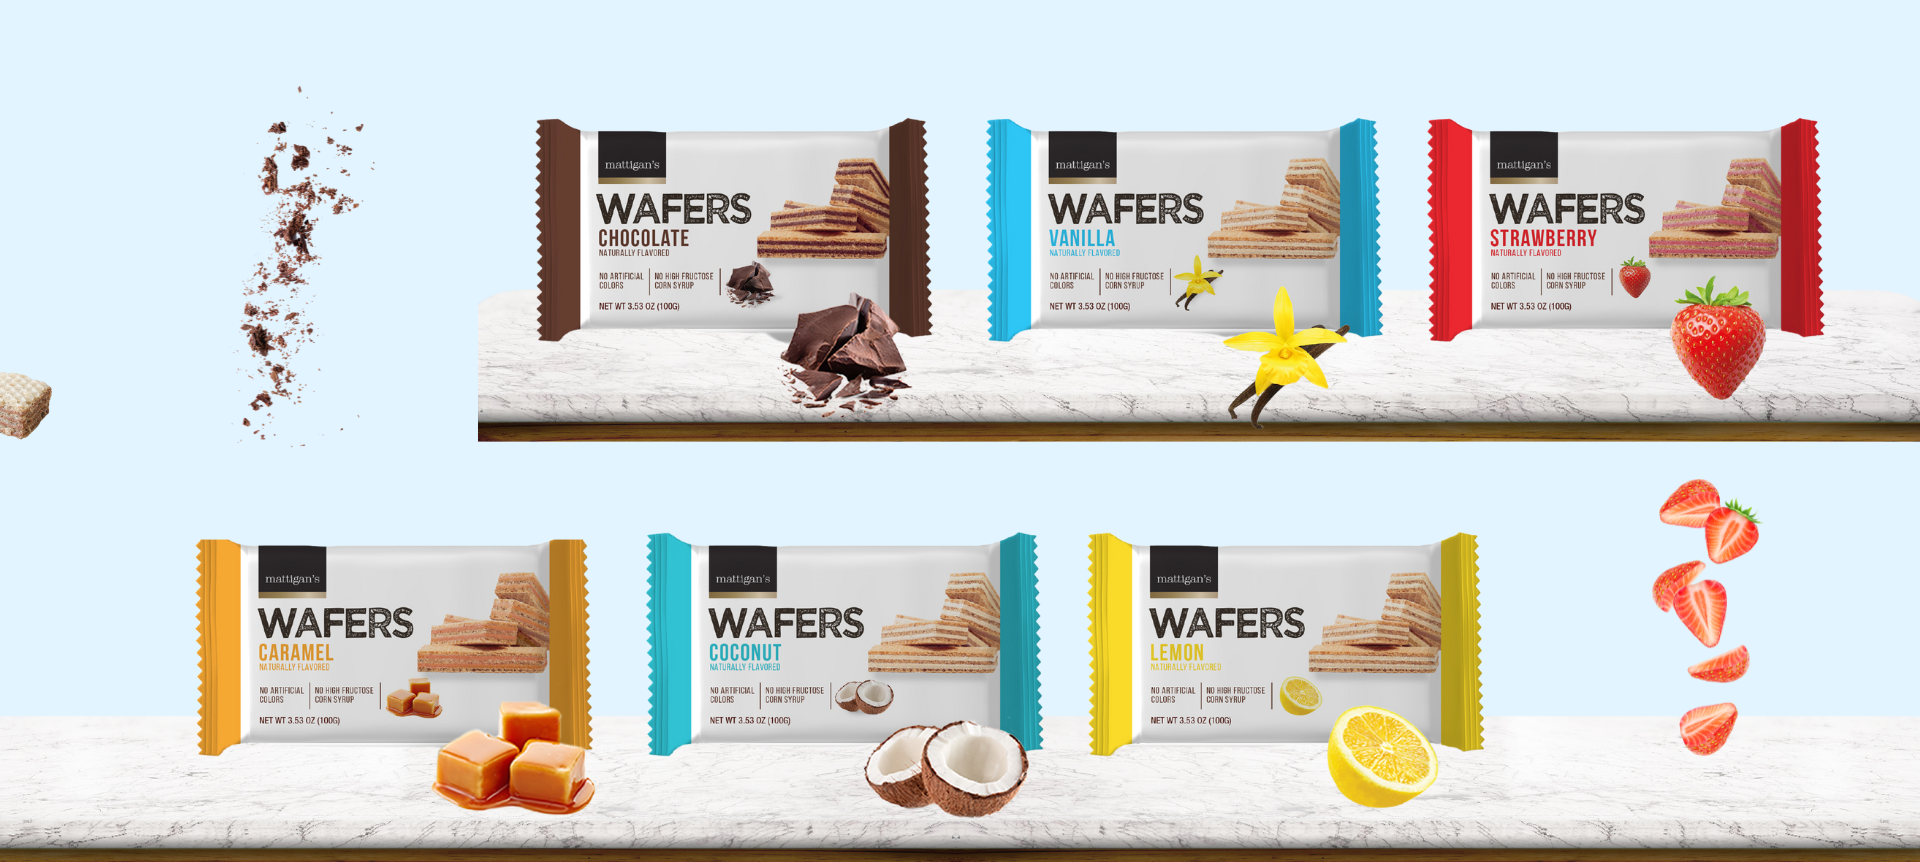 mattigan's
WAFERS
CHOCOLATE
NATURALLY FLAVORED
NO ARTIFICIAL COLORS
NO HIGH FRUCTOSE CORN SYRUP
NET WT 3.53 OZ (100G)
mattigan's
WAFERS
VANILLA
NATURALLY FLAVORED
NO ARTIFICIAL COLORS
NO HIGH FRUCTOSE CORN SYRUP
NET WT 3.53 OZ (100G)
mattigan's
WAFERS
STRAWBERRY
NATURALLY FLAVORED
NO ARTIFICIAL COLORS
NO HIGH FRUCTOSE CORN SYRUP
NET WT 3.53 OZ (100G)
mattigan's
WAFERS
CARAMEL
NATURALLY FLAVORED
NO ARTIFICIAL COLORS
NO HIGH FRUCTOSE CORN SYRUP
NET WT 3.53 OZ (100G)
mattigan's
WAFERS
COCONUT
NATURALLY FLAVORED
NO ARTIFICIAL COLORS
NO HIGH FRUCTOSE CORN SYRUP
NET WT 3.53 OZ (100G)
mattigan's
WAFERS
LEMON
NATURALLY FLAVORED
NO ARTIFICIAL COLORS
NO HIGH FRUCTOSE CORN SYRUP
NET WT 3.53 OZ (100G)